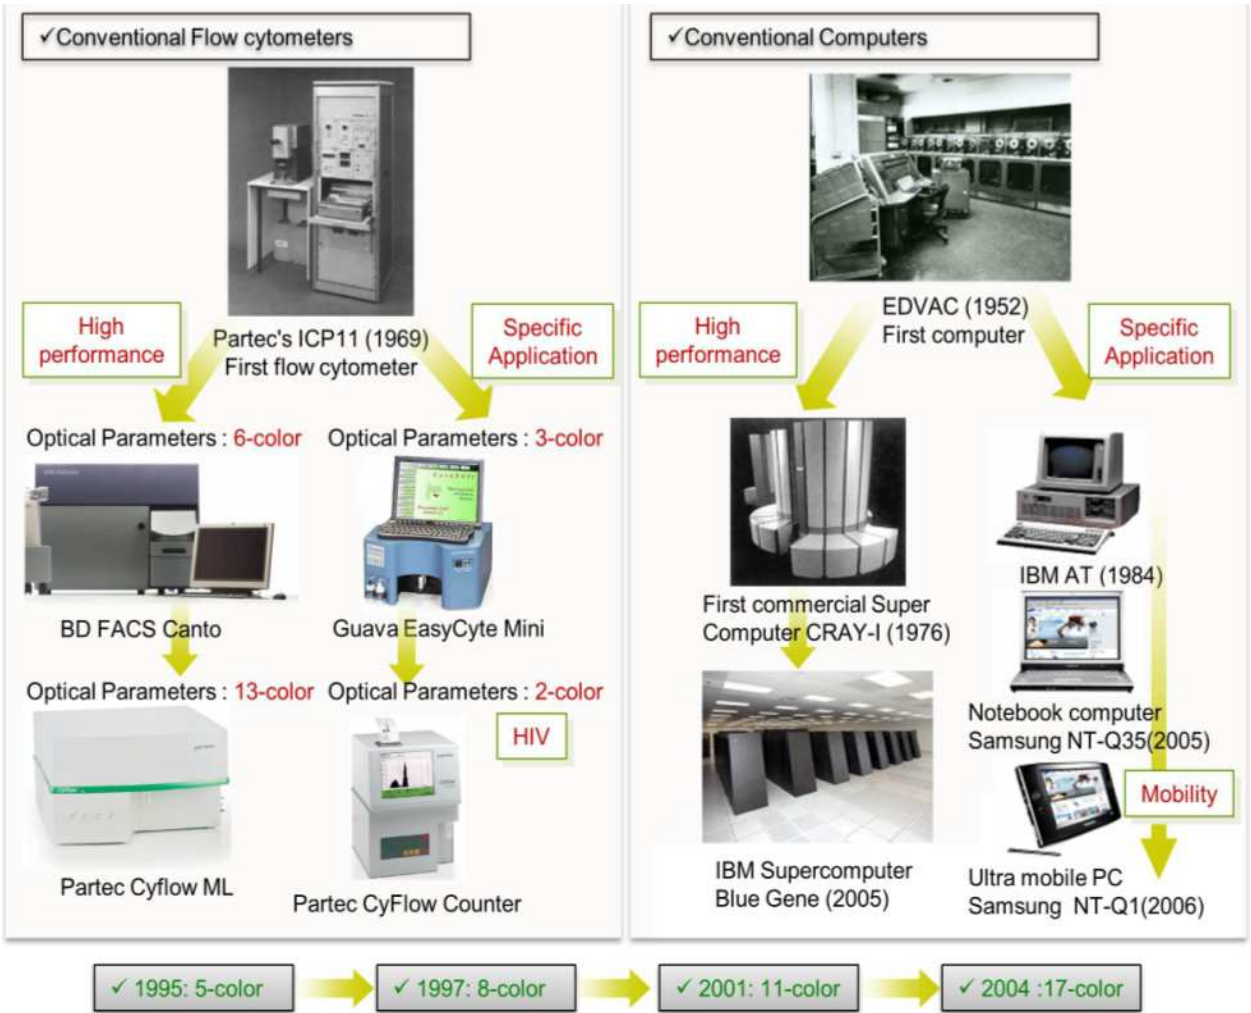 ✓Conventional Flow cytometers
High
performance
Partec's ICP11 (1969)
First flow cytometer
Specific
Application
Optical Parameters : 6-color
Optical Parameters : 3-color
BD FACS Canto
Guava EasyCyte Mini
Optical Parameters : 13-color
Optical Parameters : 2-color
HIV
Partec Cyflow ML
Partec CyFlow Counter
✓Conventional Computers
EDVAC (1952)
First computer
High
performance
Specific
Application
First commercial Super
Computer CRAY-I (1976)
IBM AT (1984)
Notebook computer
Samsung NT-Q35(2005)
Mobility
IBM Supercomputer
Blue Gene (2005)
Ultra mobile PC
Samsung NT-Q1(2006)
✓ 1995: 5-color
✓ 1997: 8-color
✓ 2001: 11-color
✓ 2004 :17-color